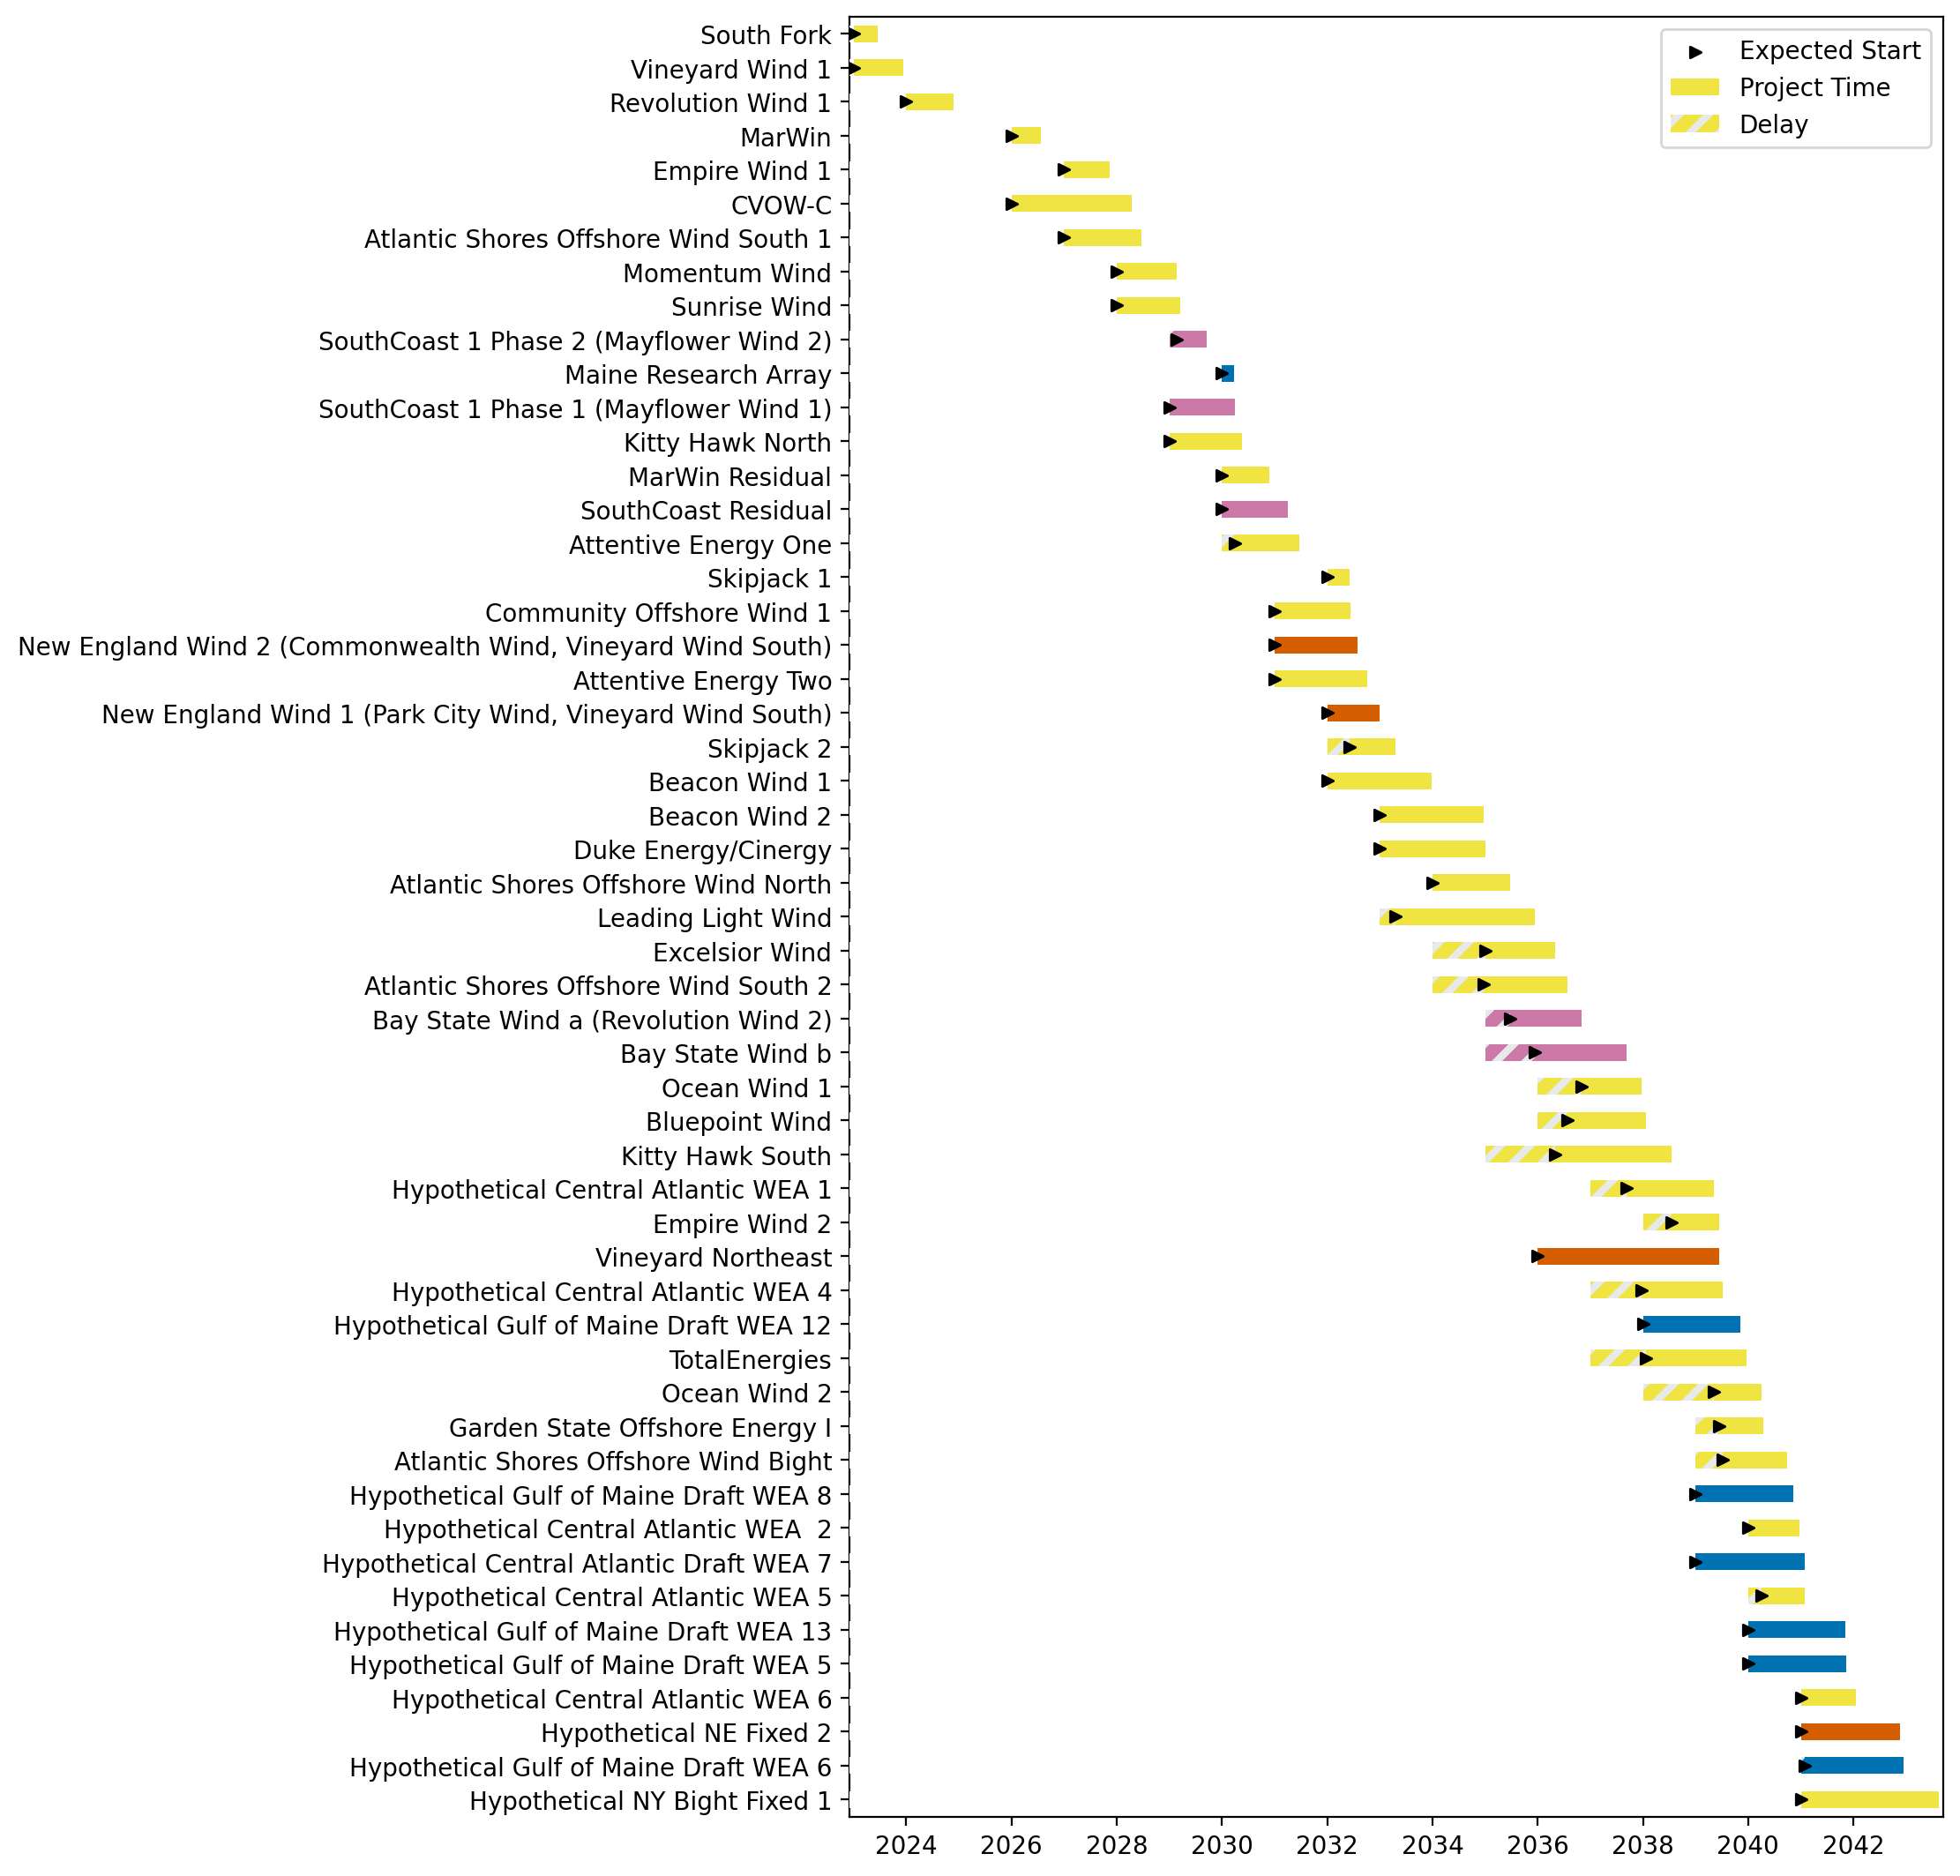 South Fork
Vineyard Wind 1
Revolution Wind 1
MarWin
Empire Wind 1
CVOW-C
Atlantic Shores Offshore Wind South 1
Momentum Wind
Sunrise Wind
SouthCoast 1 Phase 2 (Mayflower Wind 2)
Maine Research Array
SouthCoast 1 Phase 1 (Mayflower Wind 1)
Kitty Hawk North
MarWin Residual
SouthCoast Residual
Attentive Energy One
Skipjack 1
Community Offshore Wind 1
New England Wind 2 (Commonwealth Wind, Vineyard Wind South)
Attentive Energy Two
New England Wind 1 (Park City Wind, Vineyard Wind South)
Skipjack 2
Beacon Wind 1
Beacon Wind 2
Duke Energy/Cinergy
Atlantic Shores Offshore Wind North
Leading Light Wind
Excelsior Wind
Atlantic Shores Offshore Wind South 2
Bay State Wind a (Revolution Wind 2)
Bay State Wind b
Ocean Wind 1
Bluepoint Wind
Kitty Hawk South
Hypothetical Central Atlantic WEA 1
Empire Wind 2
Vineyard Northeast
Hypothetical Central Atlantic WEA 4
Hypothetical Gulf of Maine Draft WEA 12
TotalEnergies
Ocean Wind 2
Garden State Offshore Energy I
Atlantic Shores Offshore Wind Bight
Hypothetical Gulf of Maine Draft WEA 8
Hypothetical Central Atlantic WEA  2
Hypothetical Central Atlantic Draft WEA 7
Hypothetical Central Atlantic WEA 5
Hypothetical Gulf of Maine Draft WEA 13
Hypothetical Gulf of Maine Draft WEA 5
Hypothetical Central Atlantic WEA 6
Hypothetical NE Fixed 2
Hypothetical Gulf of Maine Draft WEA 6
Hypothetical NY Bight Fixed 1
Expected Start
Project Time
Delay
2024 2026 2028 2030 2032 2034 2036 2038 2040 2042